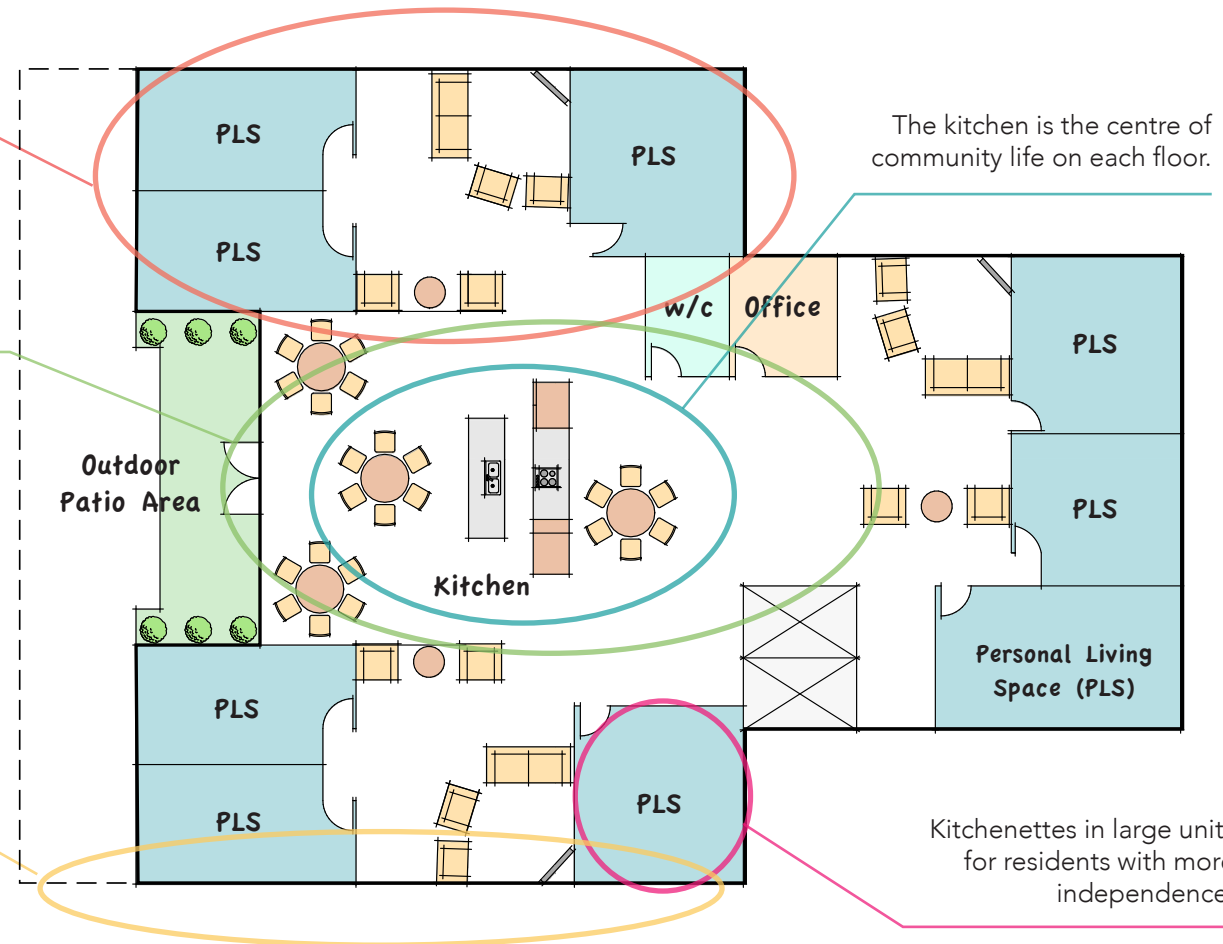 PLS
PLS
The kitchen is the centre of
community life on each floor.
PLS
w/c
Office
PLS
Outdoor
Patio Area
PLS
Kitchen
Personal Living
Space (PLS)
PLS
PLS
PLS
Kitchenettes in large unit
for residents with more
independence